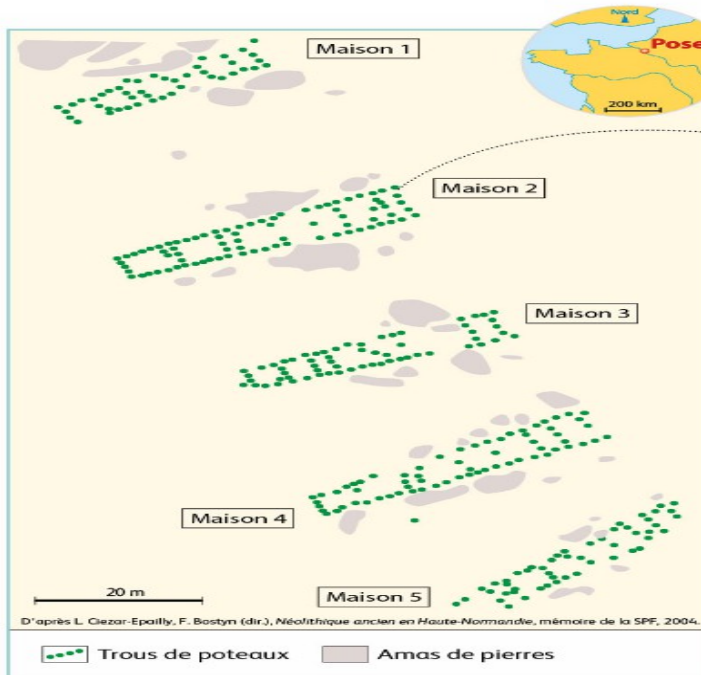 Nord
Pose
200 km
Maison 1
Maison 2
Maison 3
Maison 4
Maison 5
20 m
D'après L. Ciezar-Epailly, F. Bostyn (dir.), Néolithique ancien en Haute-Normandie, mémoire de la SPF, 2004.
Trous de poteaux
Amas de pierres